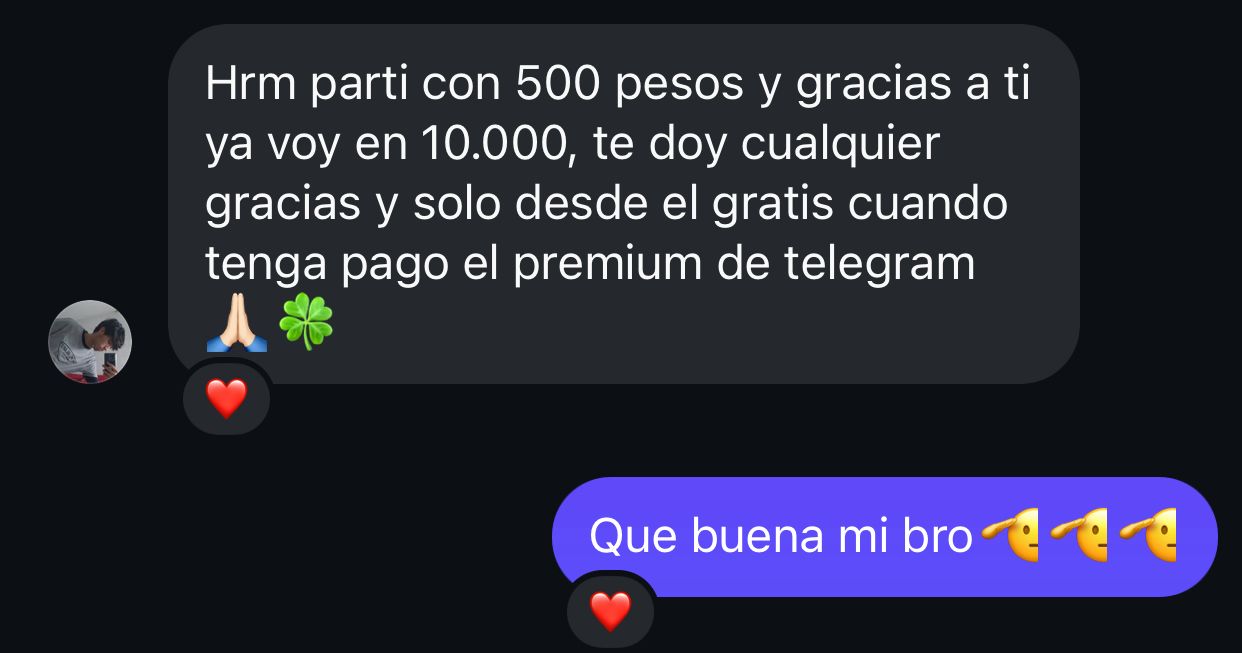 Hrm parti con 500 pesos y gracias a ti
ya voy en 10.000, te doy cualquier
gracias y solo desde el gratis cuando
tenga pago el premium de telegram
🙏🏻🍀
❤️
Que buena mi bro🫡🫡🫡
❤️